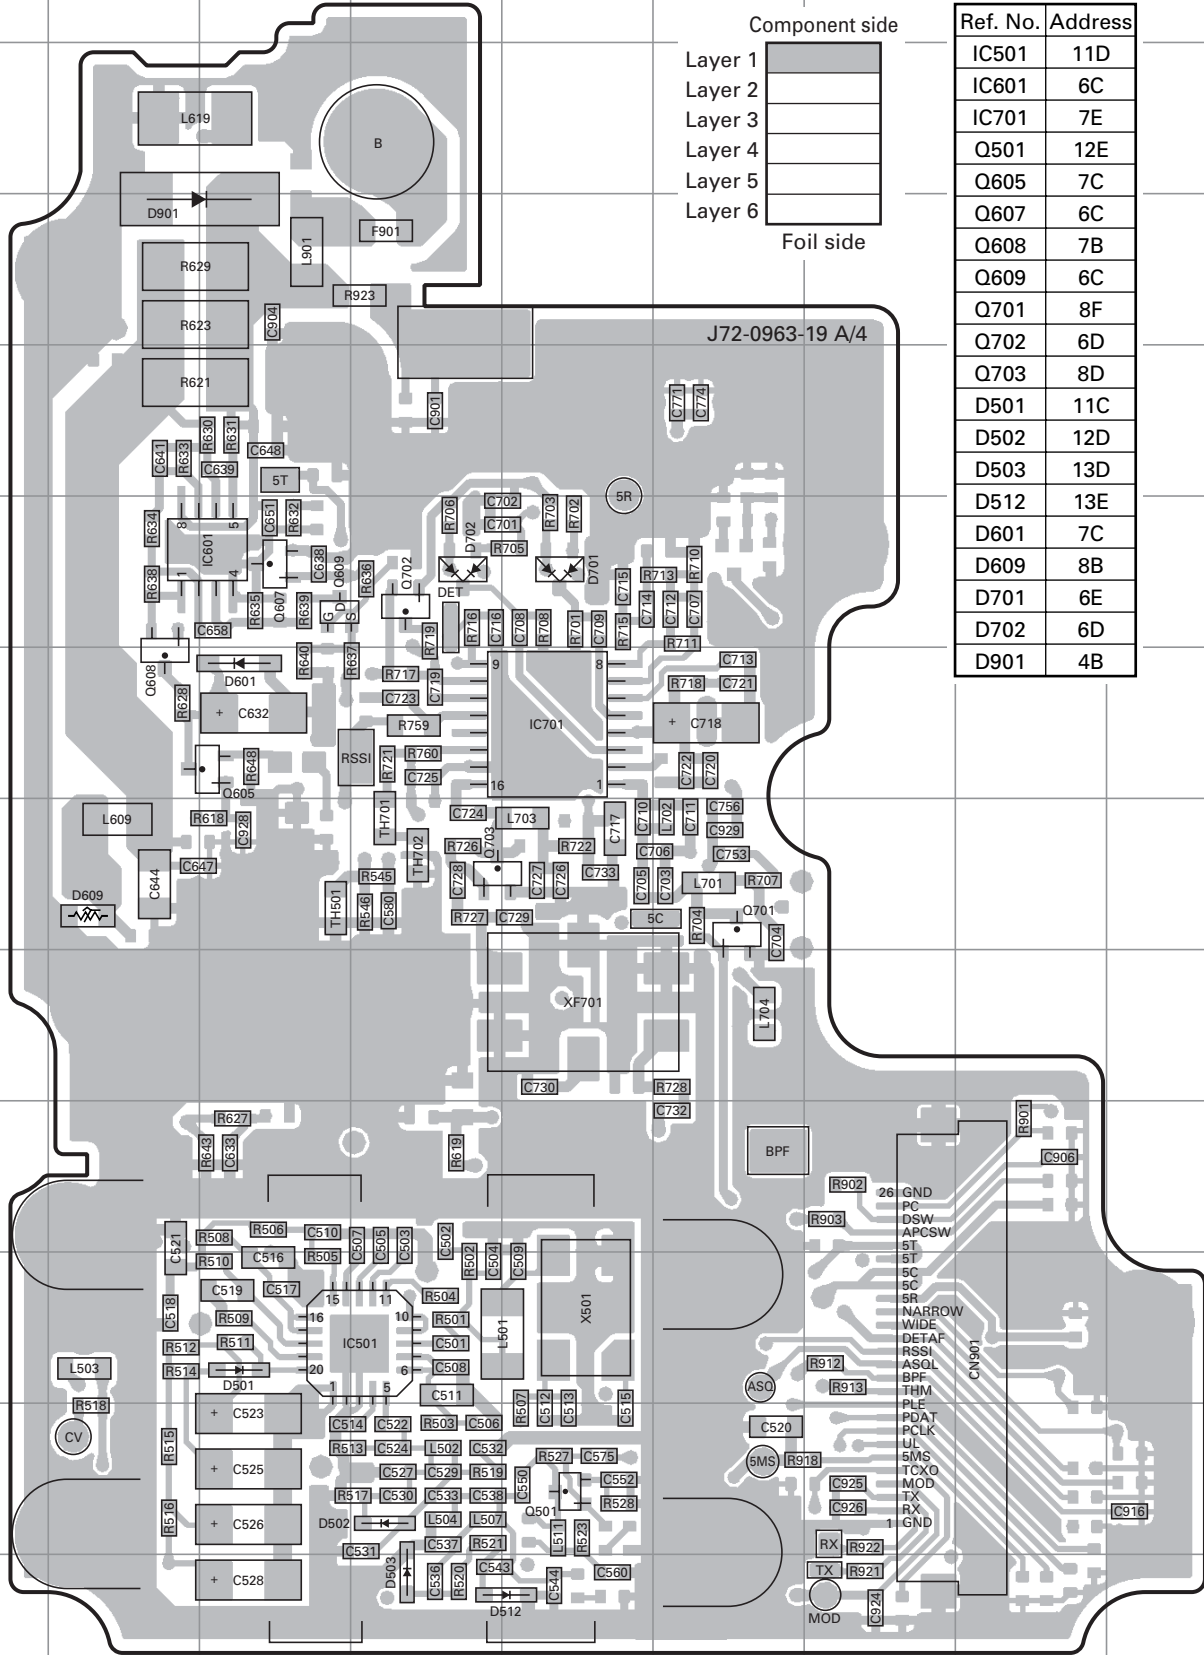 Component side
Layer 1
Layer 2
Layer 3
Layer 4
Layer 5
Layer 6
Foil side
Ref. No. Address
IC501 11D
IC601 6C
IC701 7E
Q501 12E
Q605 7C
Q607 6C
Q608 7B
Q609 6C
Q701 8F
Q702 6D
Q703 8D
D501 11C
D502 12D
D503 13D
D512 13E
D601 7C
D609 8B
D701 6E
D702 6D
D901 4B
L619
B
D901
F901
L901
R629
R923
R623
C904
J72-0963-19 A/4
R621
C901
C771
C774
R630
R631
C641
R633
C648
C639
5T
5R
R634
8
5
C651
R632
R706
C702
R703
R702
C701
D702
R705
IC601
C638
Q609
R636
Q702
D701
R710
R638
1
4
R635
Q607
R639
G
D
S
DET
C715
R713
C714
C712
C707
C658
R719
R716
C716
C708
R708
R701
C709
R715
R711
Q608
D601
R640
R637
R717
C719
9
8
C713
R628
C723
R718
C721
+ C632
R759
IC701
+ C718
RSSI
R721
R760
C725
R648
Q605
16
1
C722
C720
L609
R618
C928
TH701
C724
L703
C717
C710
L702
C711
C756
C929
TH702
R726
Q703
R722
C706
C753
C647
C644
R545
C728
C727
C726
C733
C705
C703
L701
R707
D609
TH501
R546
C580
R727
C729
5C
R704
Q701
C704
XF701
L704
C730
R728
C732
R627
R643
C633
R619
BPF
R901
C906
R902
R903
26 GND
PC
DSW
APCSW
5T
5T
5C
5C
5R
NARROW
WIDE
DETAF
RSSI
ASQL
BPF
THM
PLE
PDAT
PCLK
UL
5MS
TCXO
MOD
TX
RX
1 GND
CN901
C521
R508
R506
C510
C507
C505
C503
C502
R510
C516
R505
R502
C504
C509
C519
C517
15
11
R504
C518
R509
16
10
R501
L501
X501
R512
R511
IC501
C501
R514
20
6
C508
D501
1
5
C511
L503
R518
CV
R912
R913
ASQ
+ C523
C514
C522
R503
C506
R507
C512
C513
C515
C520
R515
R513
C524
L502
C532
R527
C575
5MS
R918
+ C525
C527
C529
R519
C550
C552
C925
R516
R517
C530
C533
C538
Q501
R528
C926
C916
+ C526
D502
L504
L507
L511
R523
C531
C537
R521
RX
R922
+ C528
D503
C536
R520
C543
C544
C560
TX
R921
D512
MOD
C924